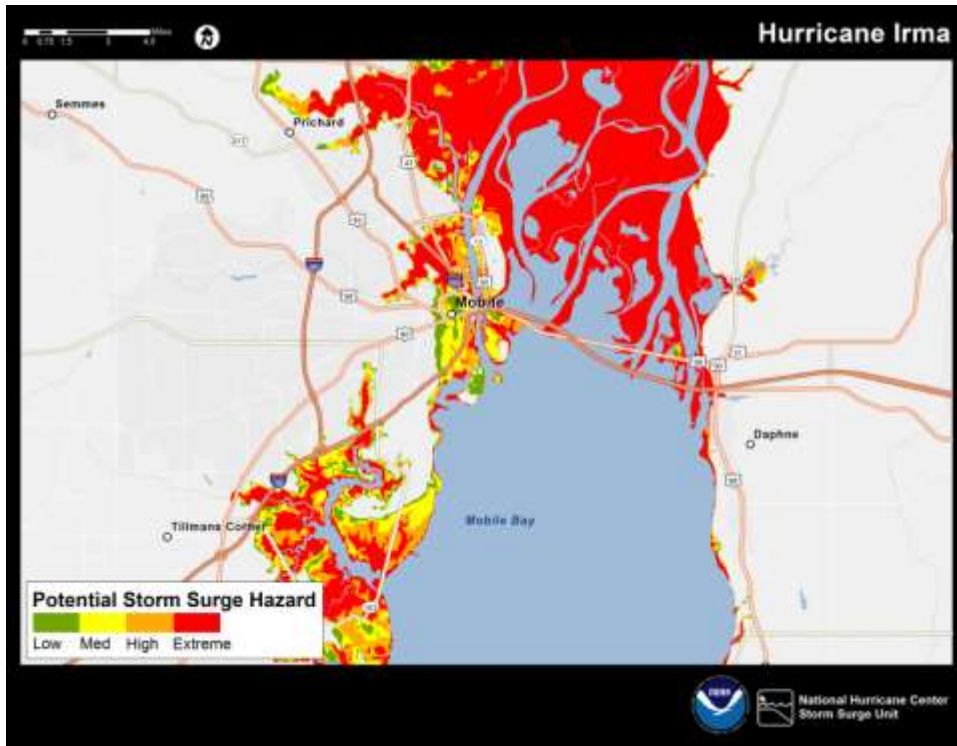 Hurricane Irma
Semmes
Prichard
Mobile
Daphne
Mobile Bay
Tillmans Corner
Potential Storm Surge Hazard
Low Med High Extreme
National Hurricane Center
Storm Surge Unit